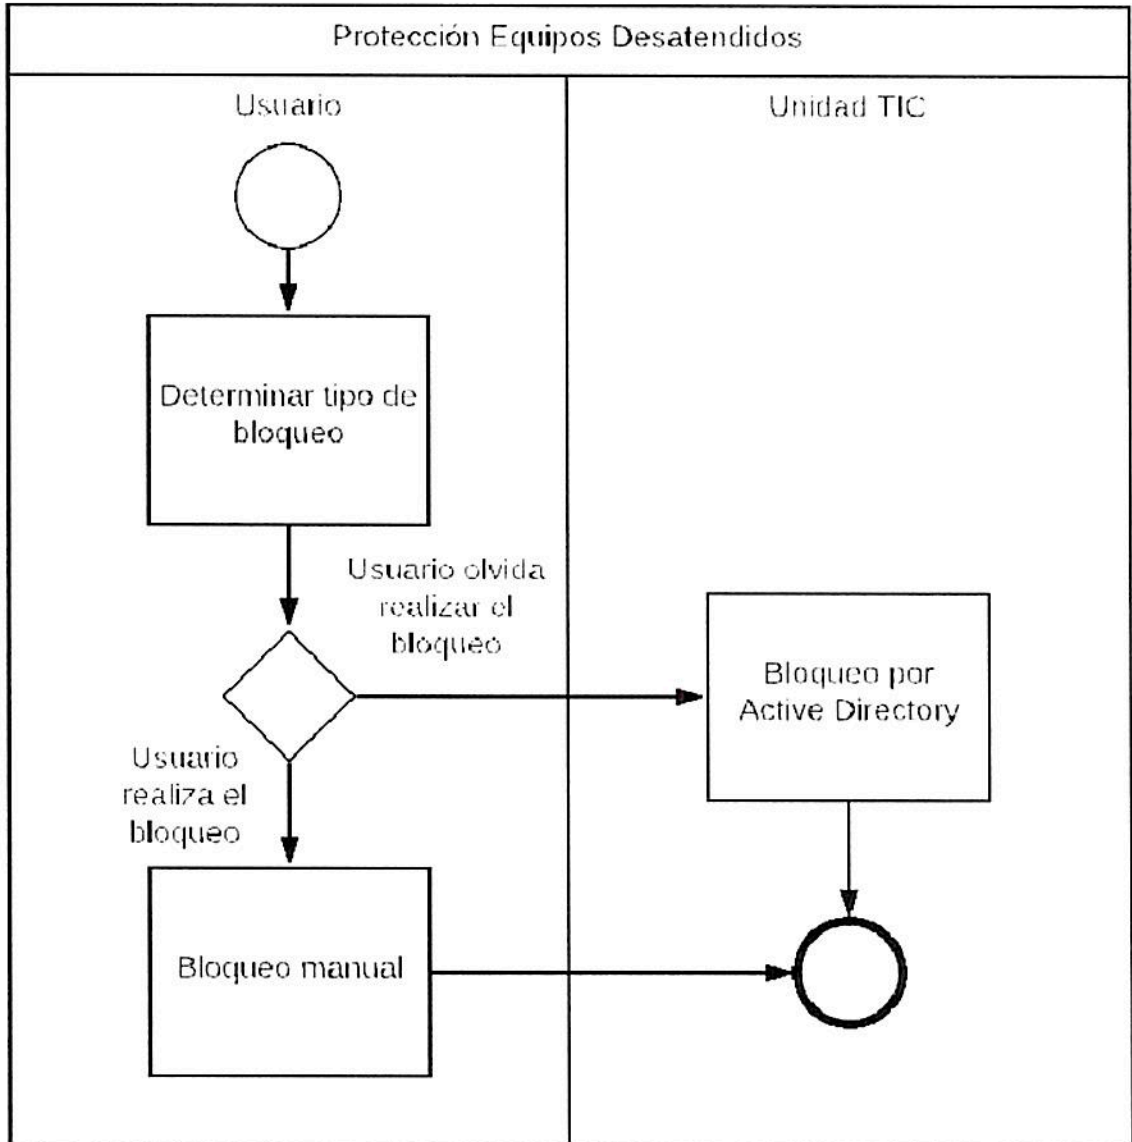 Protección Equipos Desatendidos
Usuario
Unidad TIC
Determinar tipo de
bloqueo
Usuario olvida
realizar el
bloqueo
Bloqueo por
Active Directory
Usuario
realiza el
bloqueo
Bloqueo manual